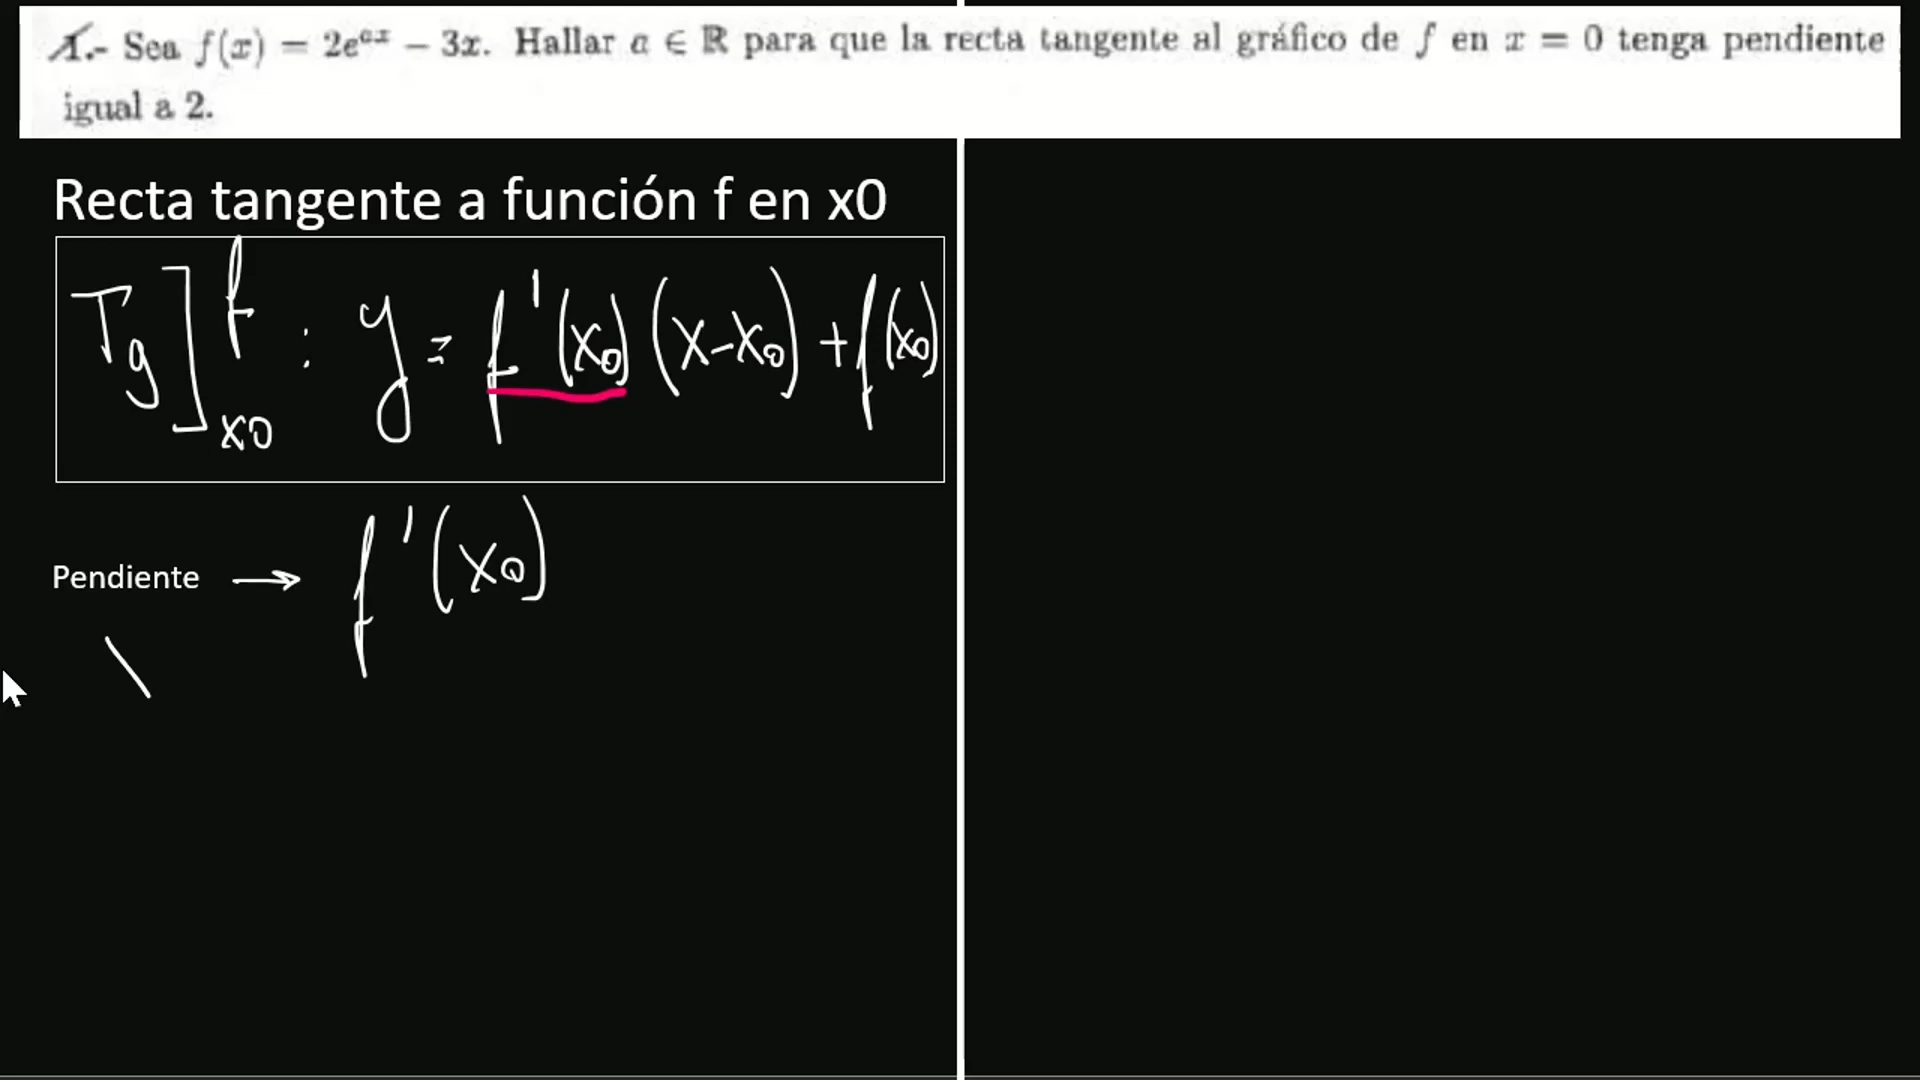 1.- Sea f(x) = 2e^{ax} − 3x. Hallar a ∈ ℝ para que la recta tangente al gráfico de f en x = 0 tenga pendiente
igual a 2.
Recta tangente a función f en x0
Tg]^f_{x0} : y = f'(x0)(x-x0)+f(x0)
Pendiente → f'(x0)